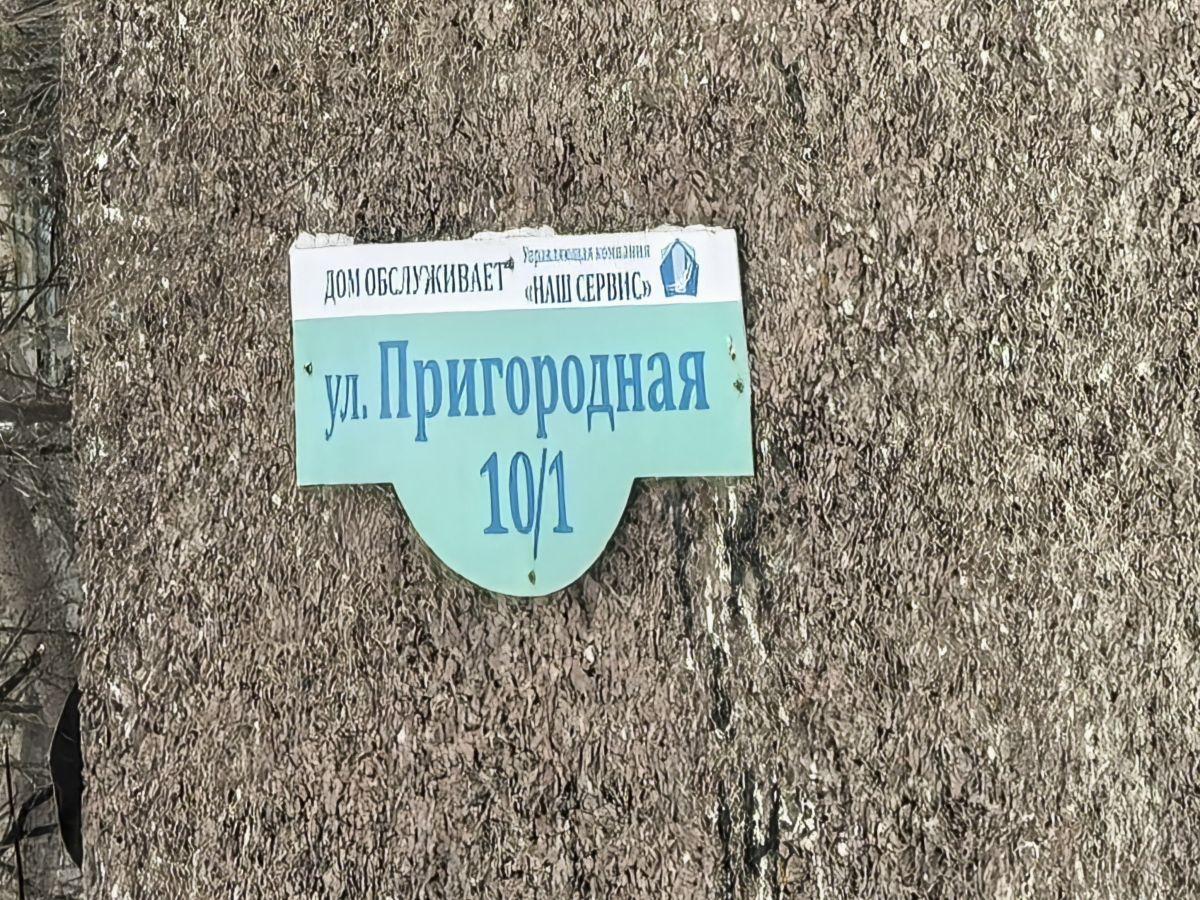 ДОМ ОБСЛУЖИВАЕТ
Управляющая компания
«НАШ СЕРВИС»
ул. Пригородная
10/1